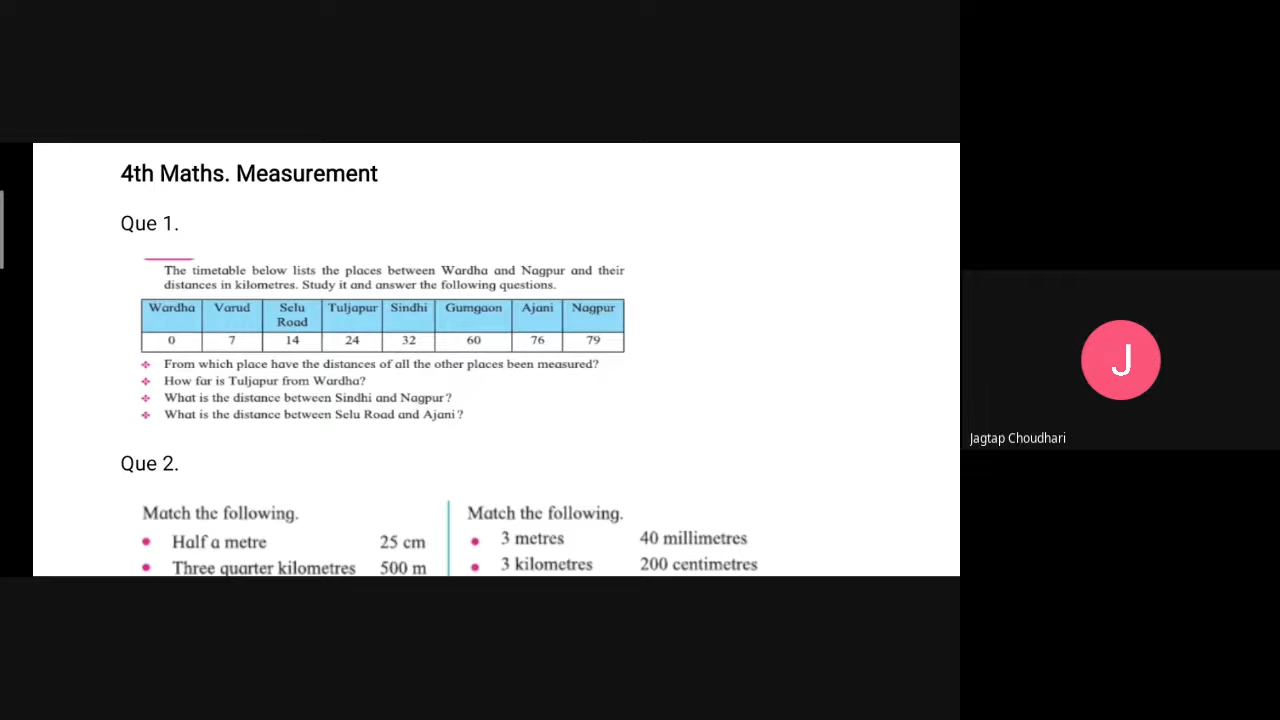 4th Maths. Measurement
Que 1.
The timetable below lists the places between Wardha and Nagpur and their
distances in kilometres. Study it and answer the following questions.
Wardha Varud Selu Road Tuljapur Sindhi Gumgaon Ajani Nagpur
0 7 14 24 32 60 76 79
From which place have the distances of all the other places been measured?
How far is Tuljapur from Wardha?
What is the distance between Sindhi and Nagpur?
What is the distance between Selu Road and Ajani?
Que 2.
Match the following.
Half a metre 25 cm
Three quarter kilometres 500 m
Match the following.
3 metres 40 millimetres
3 kilometres 200 centimetres
J
Jagtap Choudhari